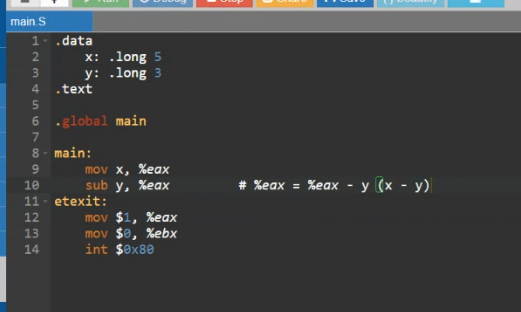 Run Debug Stop Share Save { } Beautify
main S
1 .data
2 x: .long 5
3 y: .long 3
4 .text
5
6 .global main
7
8 main:
9 mov x, %eax
10 sub y, %eax # %eax = %eax - y (x - y)
11 etexit:
12 mov $1, %eax
13 mov $0, %ebx
14 int $0x80